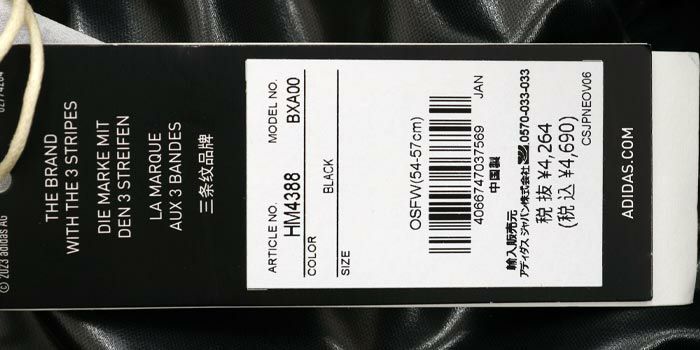 © 2023 adidas AG
THE BRAND
WITH THE 3 STRIPES
DIE MARKE MIT
DEN 3 STREIFEN
LA MARQUE
AUX 3 BANDES
三条纹品牌
ARTICLE NO. MODEL NO.
HM4388 BXA00
COLOR
BLACK
SIZE
OSFW(54-57cm)
JAN
4066747037569
中国製
輸入販売元
アディダス ジャパン株式会社 0570-033-033
税 抜 ¥4,264
(税 込 ¥4,690)
CSJPNEOV06
ADIDAS.COM